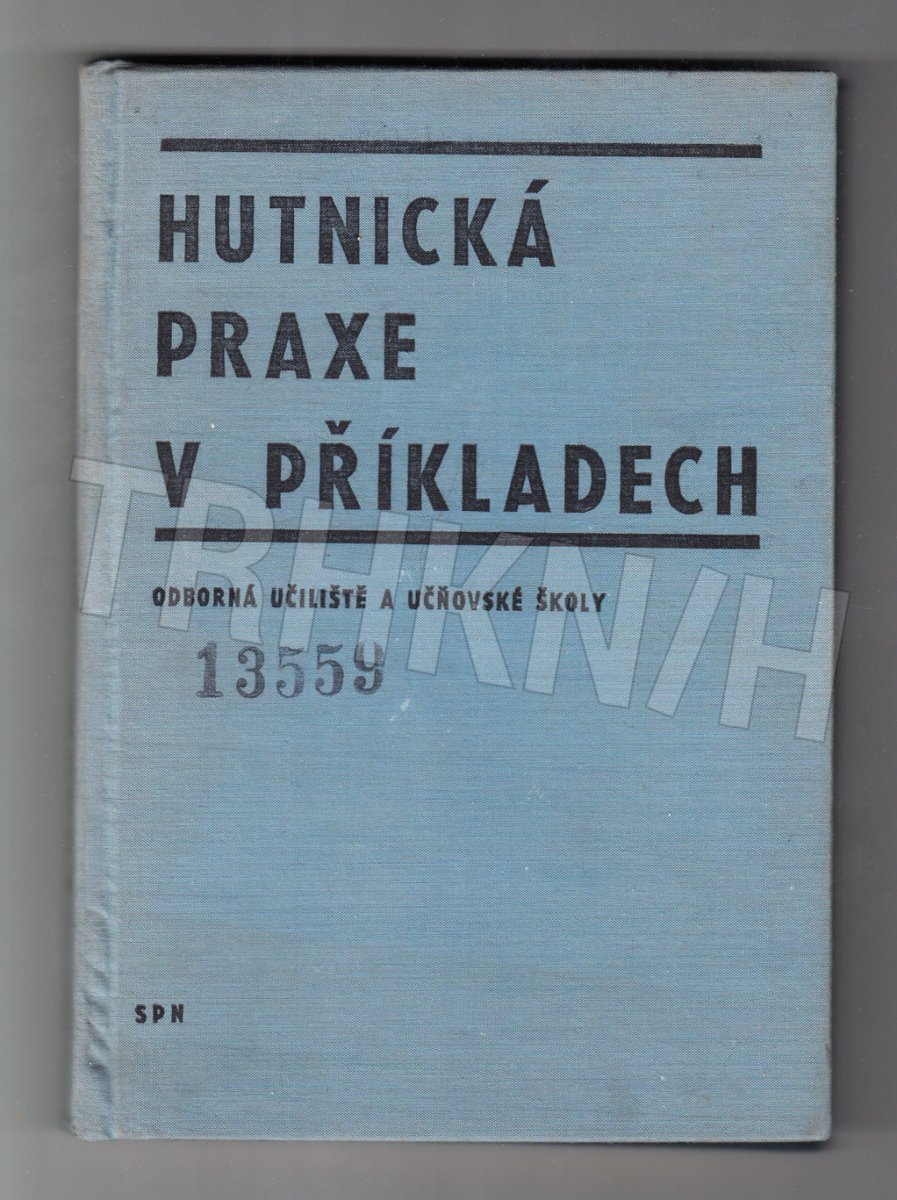 HUTNICKÁ
PRAXE
V PŘÍKLADECH
ODBORNÁ UČILIŠTĚ A UČŇOVSKÉ ŠKOLY
13559
TRHKNIH
SPN